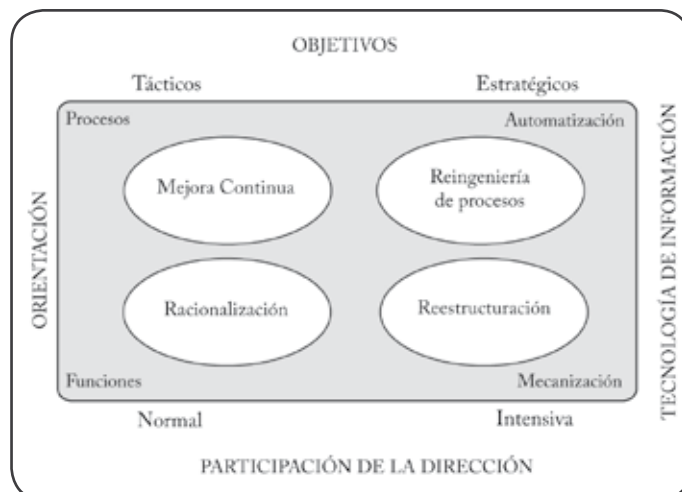 OBJETIVOS
Tácticos Estratégicos
Procesos Automatización
Mejora Continua
Reingeniería
de procesos
ORIENTACIÓN
TECNOLOGÍA DE INFORMACIÓN
Racionalización
Reestructuración
Funciones Mecanización
Normal Intensiva
PARTICIPACIÓN DE LA DIRECCIÓN